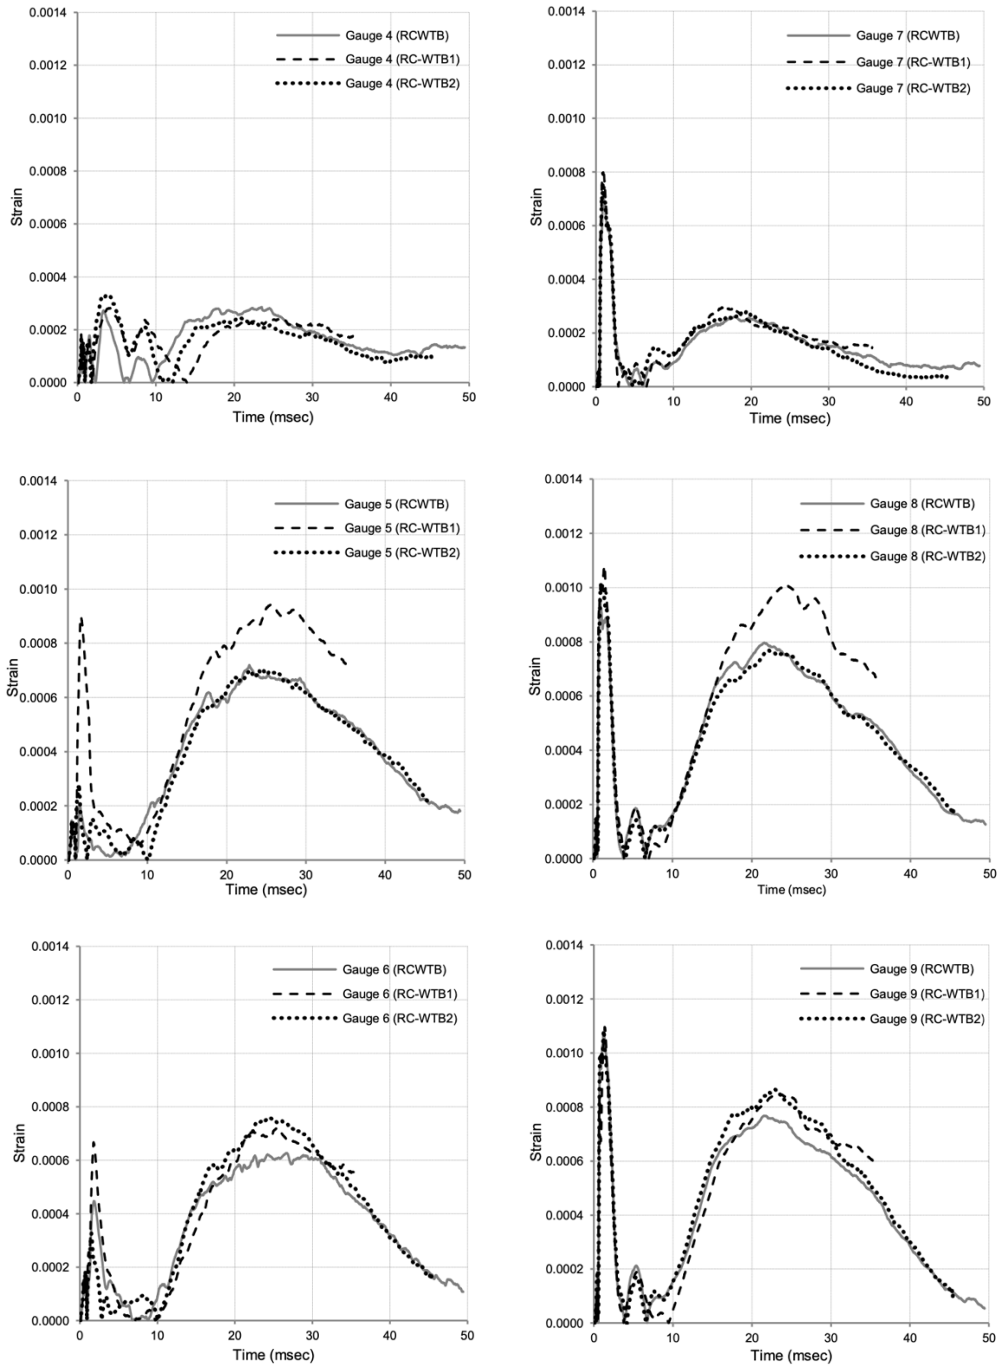 0.0014
0.0012
0.0010
0.0008
0.0006
0.0004
0.0002
0.0000
Strain
0 10 20 30 40 50
Time (msec)
Gauge 4 (RCWTB)
Gauge 4 (RC-WTB1)
Gauge 4 (RC-WTB2)
0.0014
0.0012
0.0010
0.0008
0.0006
0.0004
0.0002
0.0000
Strain
0 10 20 30 40 50
Time (msec)
Gauge 7 (RCWTB)
Gauge 7 (RC-WTB1)
Gauge 7 (RC-WTB2)
0.0014
0.0012
0.0010
0.0008
0.0006
0.0004
0.0002
0.0000
Strain
0 10 20 30 40 50
Time (msec)
Gauge 5 (RCWTB)
Gauge 5 (RC-WTB1)
Gauge 5 (RC-WTB2)
0.0014
0.0012
0.0010
0.0008
0.0006
0.0004
0.0002
0.0000
Strain
0 10 20 30 40 50
Time (msec)
Gauge 8 (RCWTB)
Gauge 8 (RC-WTB1)
Gauge 8 (RC-WTB2)
0.0014
0.0012
0.0010
0.0008
0.0006
0.0004
0.0002
0.0000
Strain
0 10 20 30 40 50
Time (msec)
Gauge 6 (RCWTB)
Gauge 6 (RC-WTB1)
Gauge 6 (RC-WTB2)
0.0014
0.0012
0.0010
0.0008
0.0006
0.0004
0.0002
0.0000
Strain
0 10 20 30 40 50
Time (msec)
Gauge 9 (RCWTB)
Gauge 9 (RC-WTB1)
Gauge 9 (RC-WTB2)